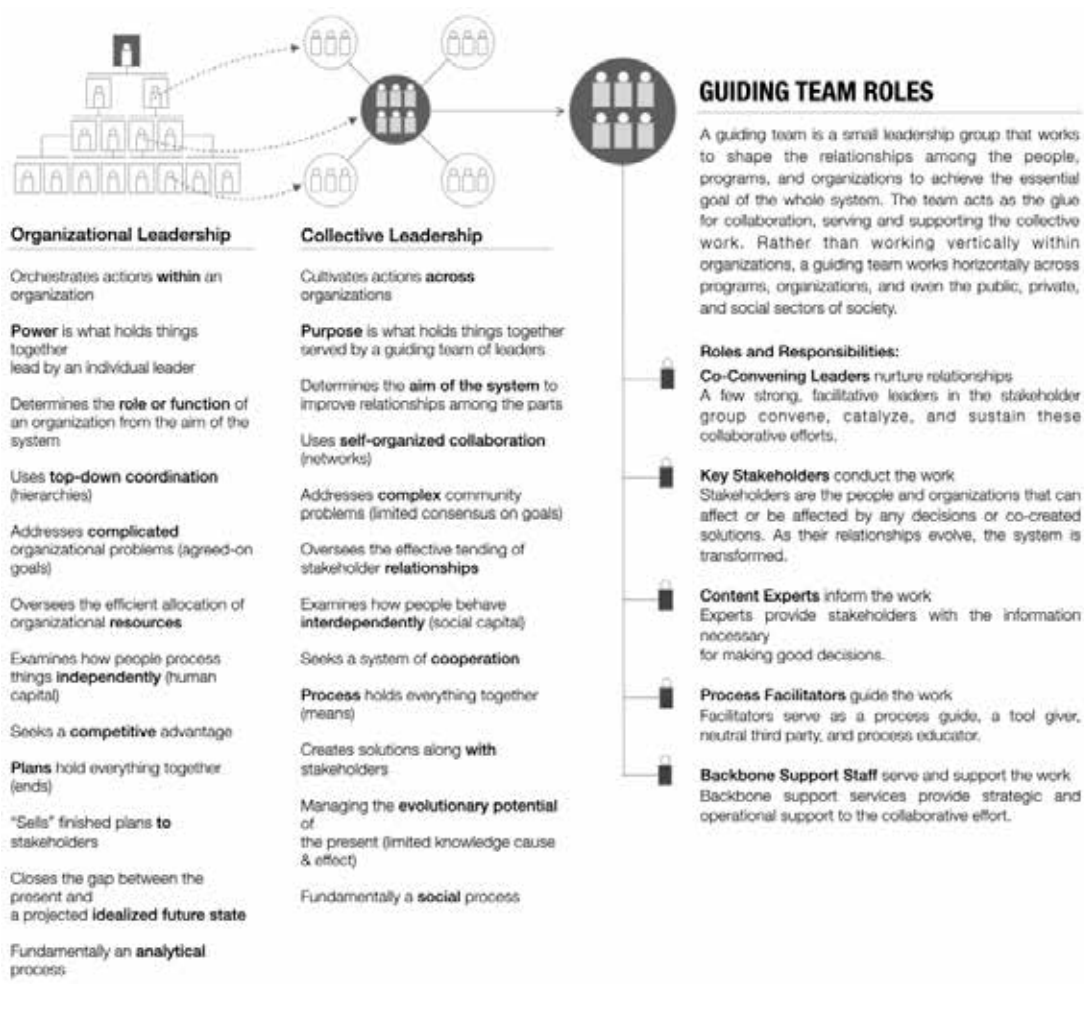 Organizational Leadership
Orchestrates actions within an
organization
Power is what holds things
together
lead by an individual leader
Determines the role or function of
an organization from the aim of the
system
Uses top-down coordination
(hierarchies)
Addresses complicated
organizational problems (agreed-on
goals)
Oversees the efficient allocation of
organizational resources
Examines how people process
things independently (human
capital)
Seeks a competitive advantage
Plans hold everything together
(ends)
"Sells" finished plans to
stakeholders
Closes the gap between the
present and
a projected idealized future state
Fundamentally an analytical
process
Collective Leadership
Cultivates actions across
organizations
Purpose is what holds things together
served by a guiding team of leaders
Determines the aim of the system to
improve relationships among the parts
Uses self-organized collaboration
(networks)
Addresses complex community
problems (limited consensus on goals)
Oversees the effective tending of
stakeholder relationships
Examines how people behave
interdependently (social capital)
Seeks a system of cooperation
Process holds everything together
(means)
Creates solutions along with
stakeholders
Managing the evolutionary potential
of
the present (limited knowledge cause
& effect)
Fundamentally a social process
GUIDING TEAM ROLES
A guiding team is a small leadership group that works
to shape the relationships among the people,
programs, and organizations to achieve the essential
goal of the whole system. The team acts as the glue
for collaboration, serving and supporting the collective
work. Rather than working vertically within
organizations, a guiding team works horizontally across
programs, organizations, and even the public, private,
and social sectors of society.
Roles and Responsibilities:
Co-Convening Leaders nurture relationships
A few strong, facilitative leaders in the stakeholder
group convene, catalyze, and sustain these
collaborative efforts.
Key Stakeholders conduct the work
Stakeholders are the people and organizations that can
affect or be affected by any decisions or co-created
solutions. As their relationships evolve, the system is
transformed.
Content Experts inform the work
Experts provide stakeholders with the information
necessary
for making good decisions.
Process Facilitators guide the work
Facilitators serve as a process guide, a tool giver,
neutral third party, and process educator.
Backbone Support Staff serve and support the work
Backbone support services provide strategic and
operational support to the collaborative effort.